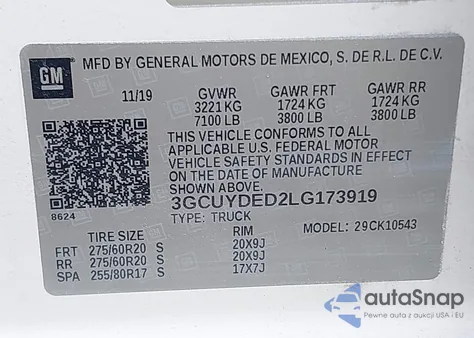 GM
MFD BY GENERAL MOTORS DE MEXICO, S. DE R.L. DE C.V.
11/19 GVWR GAWR FRT GAWR RR
3221 KG 1724 KG 1724 KG
7100 LB 3800 LB 3800 LB
THIS VEHICLE CONFORMS TO ALL
APPLICABLE U.S. FEDERAL MOTOR
VEHICLE SAFETY STANDARDS IN EFFECT
ON THE DATE OF MANUFACTURE
SHOWN ABOVE.
8624
3GCUYDED2LG173919
TYPE: TRUCK
TIRE SIZE RIM MODEL: 29CK10543
FRT 275/60R20 S 20X9J
RR 275/60R20 S 20X9J
SPA 255/80R17 S 17X7J
autoSnap
Pewne auta z aukcji USA i EU